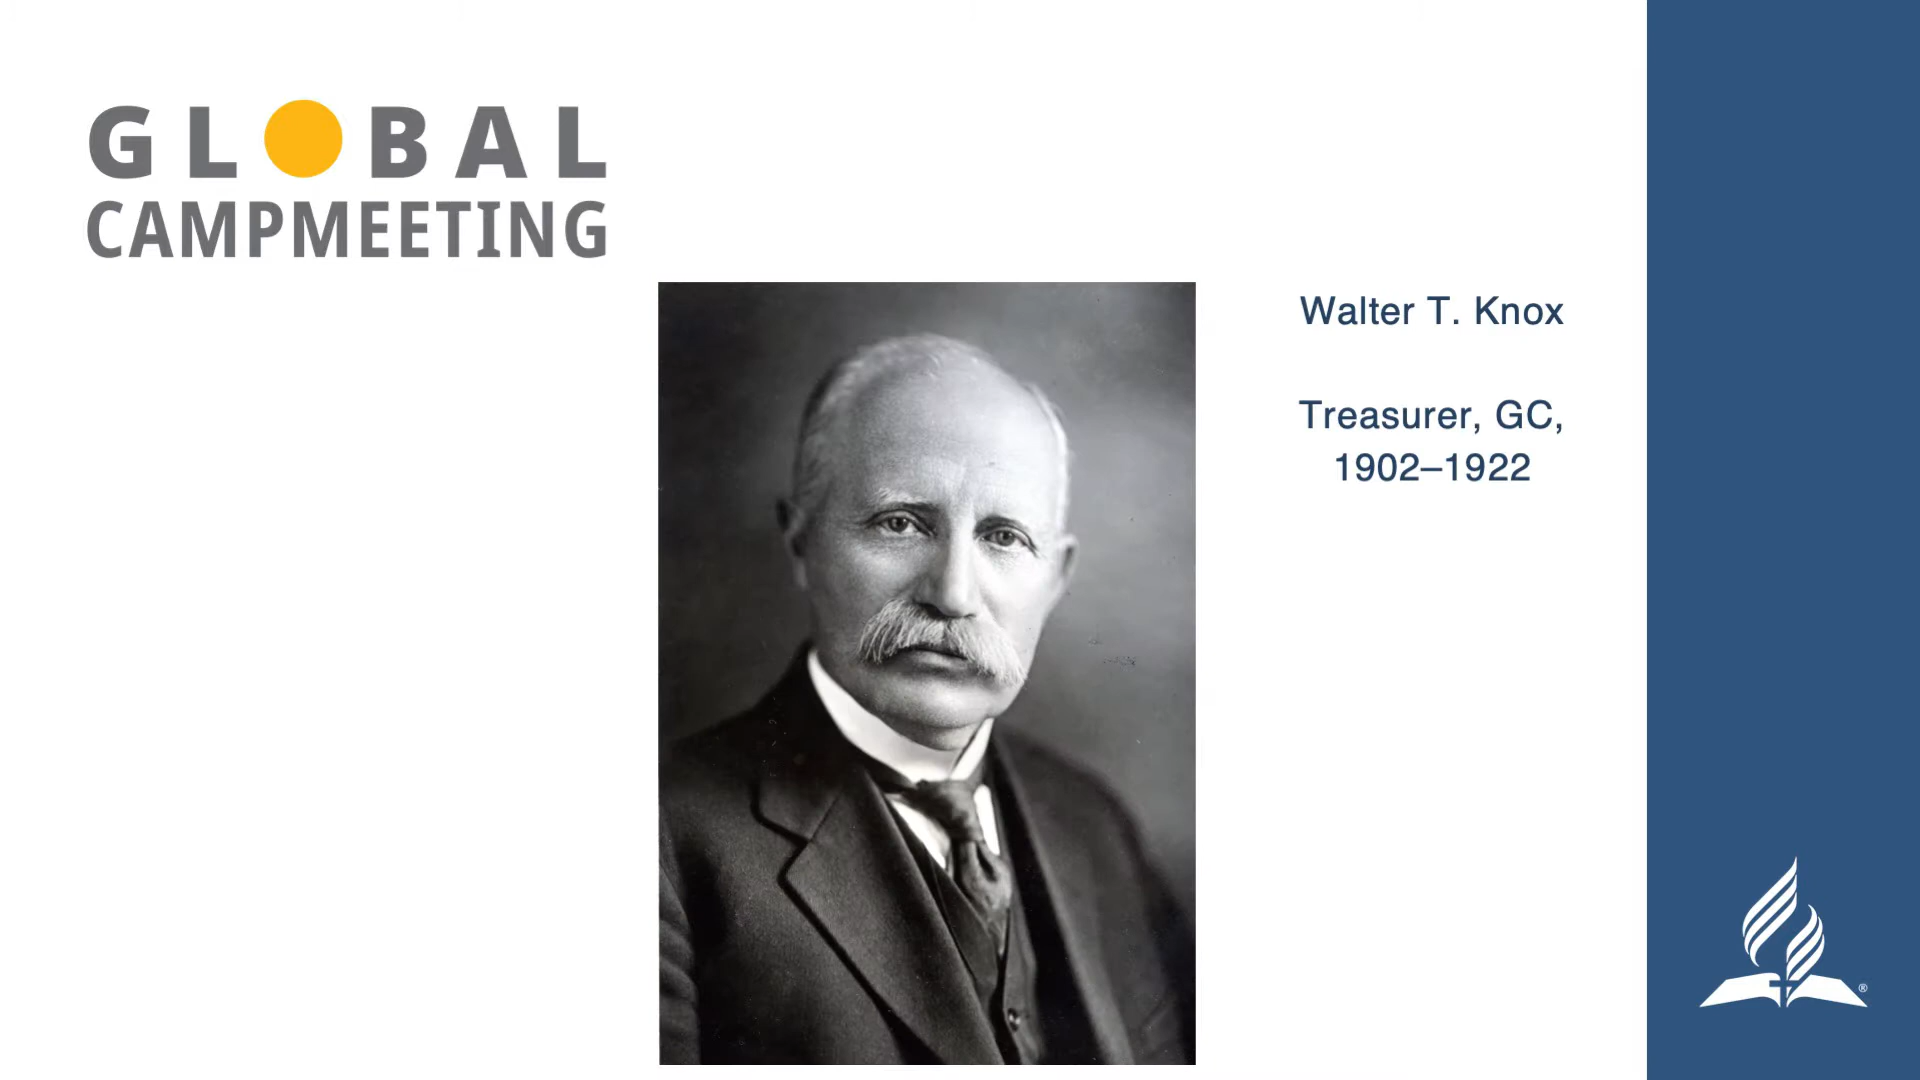 GLOBAL
CAMPMEETING
Walter T. Knox
Treasurer, GC,
1902–1922
®